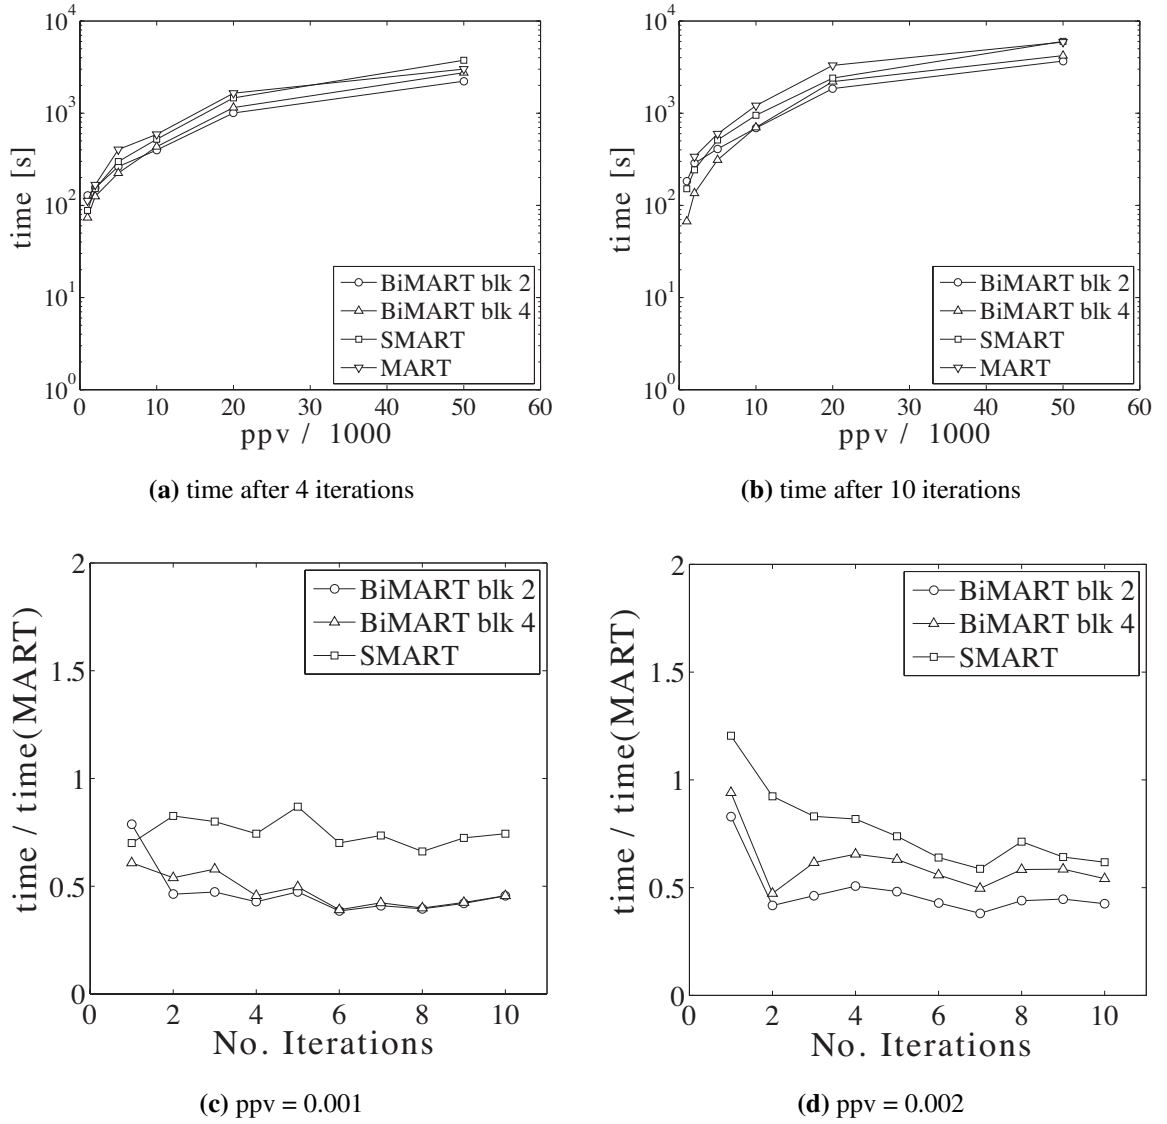 10^4
10^3
10^2
10^1
10^0
time [s]
BiMART blk 2
BiMART blk 4
SMART
MART
0 10 20 30 40 50 60
ppv / 1000
(a) time after 4 iterations
10^4
10^3
10^2
10^1
10^0
time [s]
BiMART blk 2
BiMART blk 4
SMART
MART
0 10 20 30 40 50 60
ppv / 1000
(b) time after 10 iterations
2
1.5
1
0.5
0
time / time(MART)
BiMART blk 2
BiMART blk 4
SMART
0 2 4 6 8 10
No. Iterations
(c) ppv = 0.001
2
1.5
1
0.5
0
time / time(MART)
BiMART blk 2
BiMART blk 4
SMART
0 2 4 6 8 10
No. Iterations
(d) ppv = 0.002